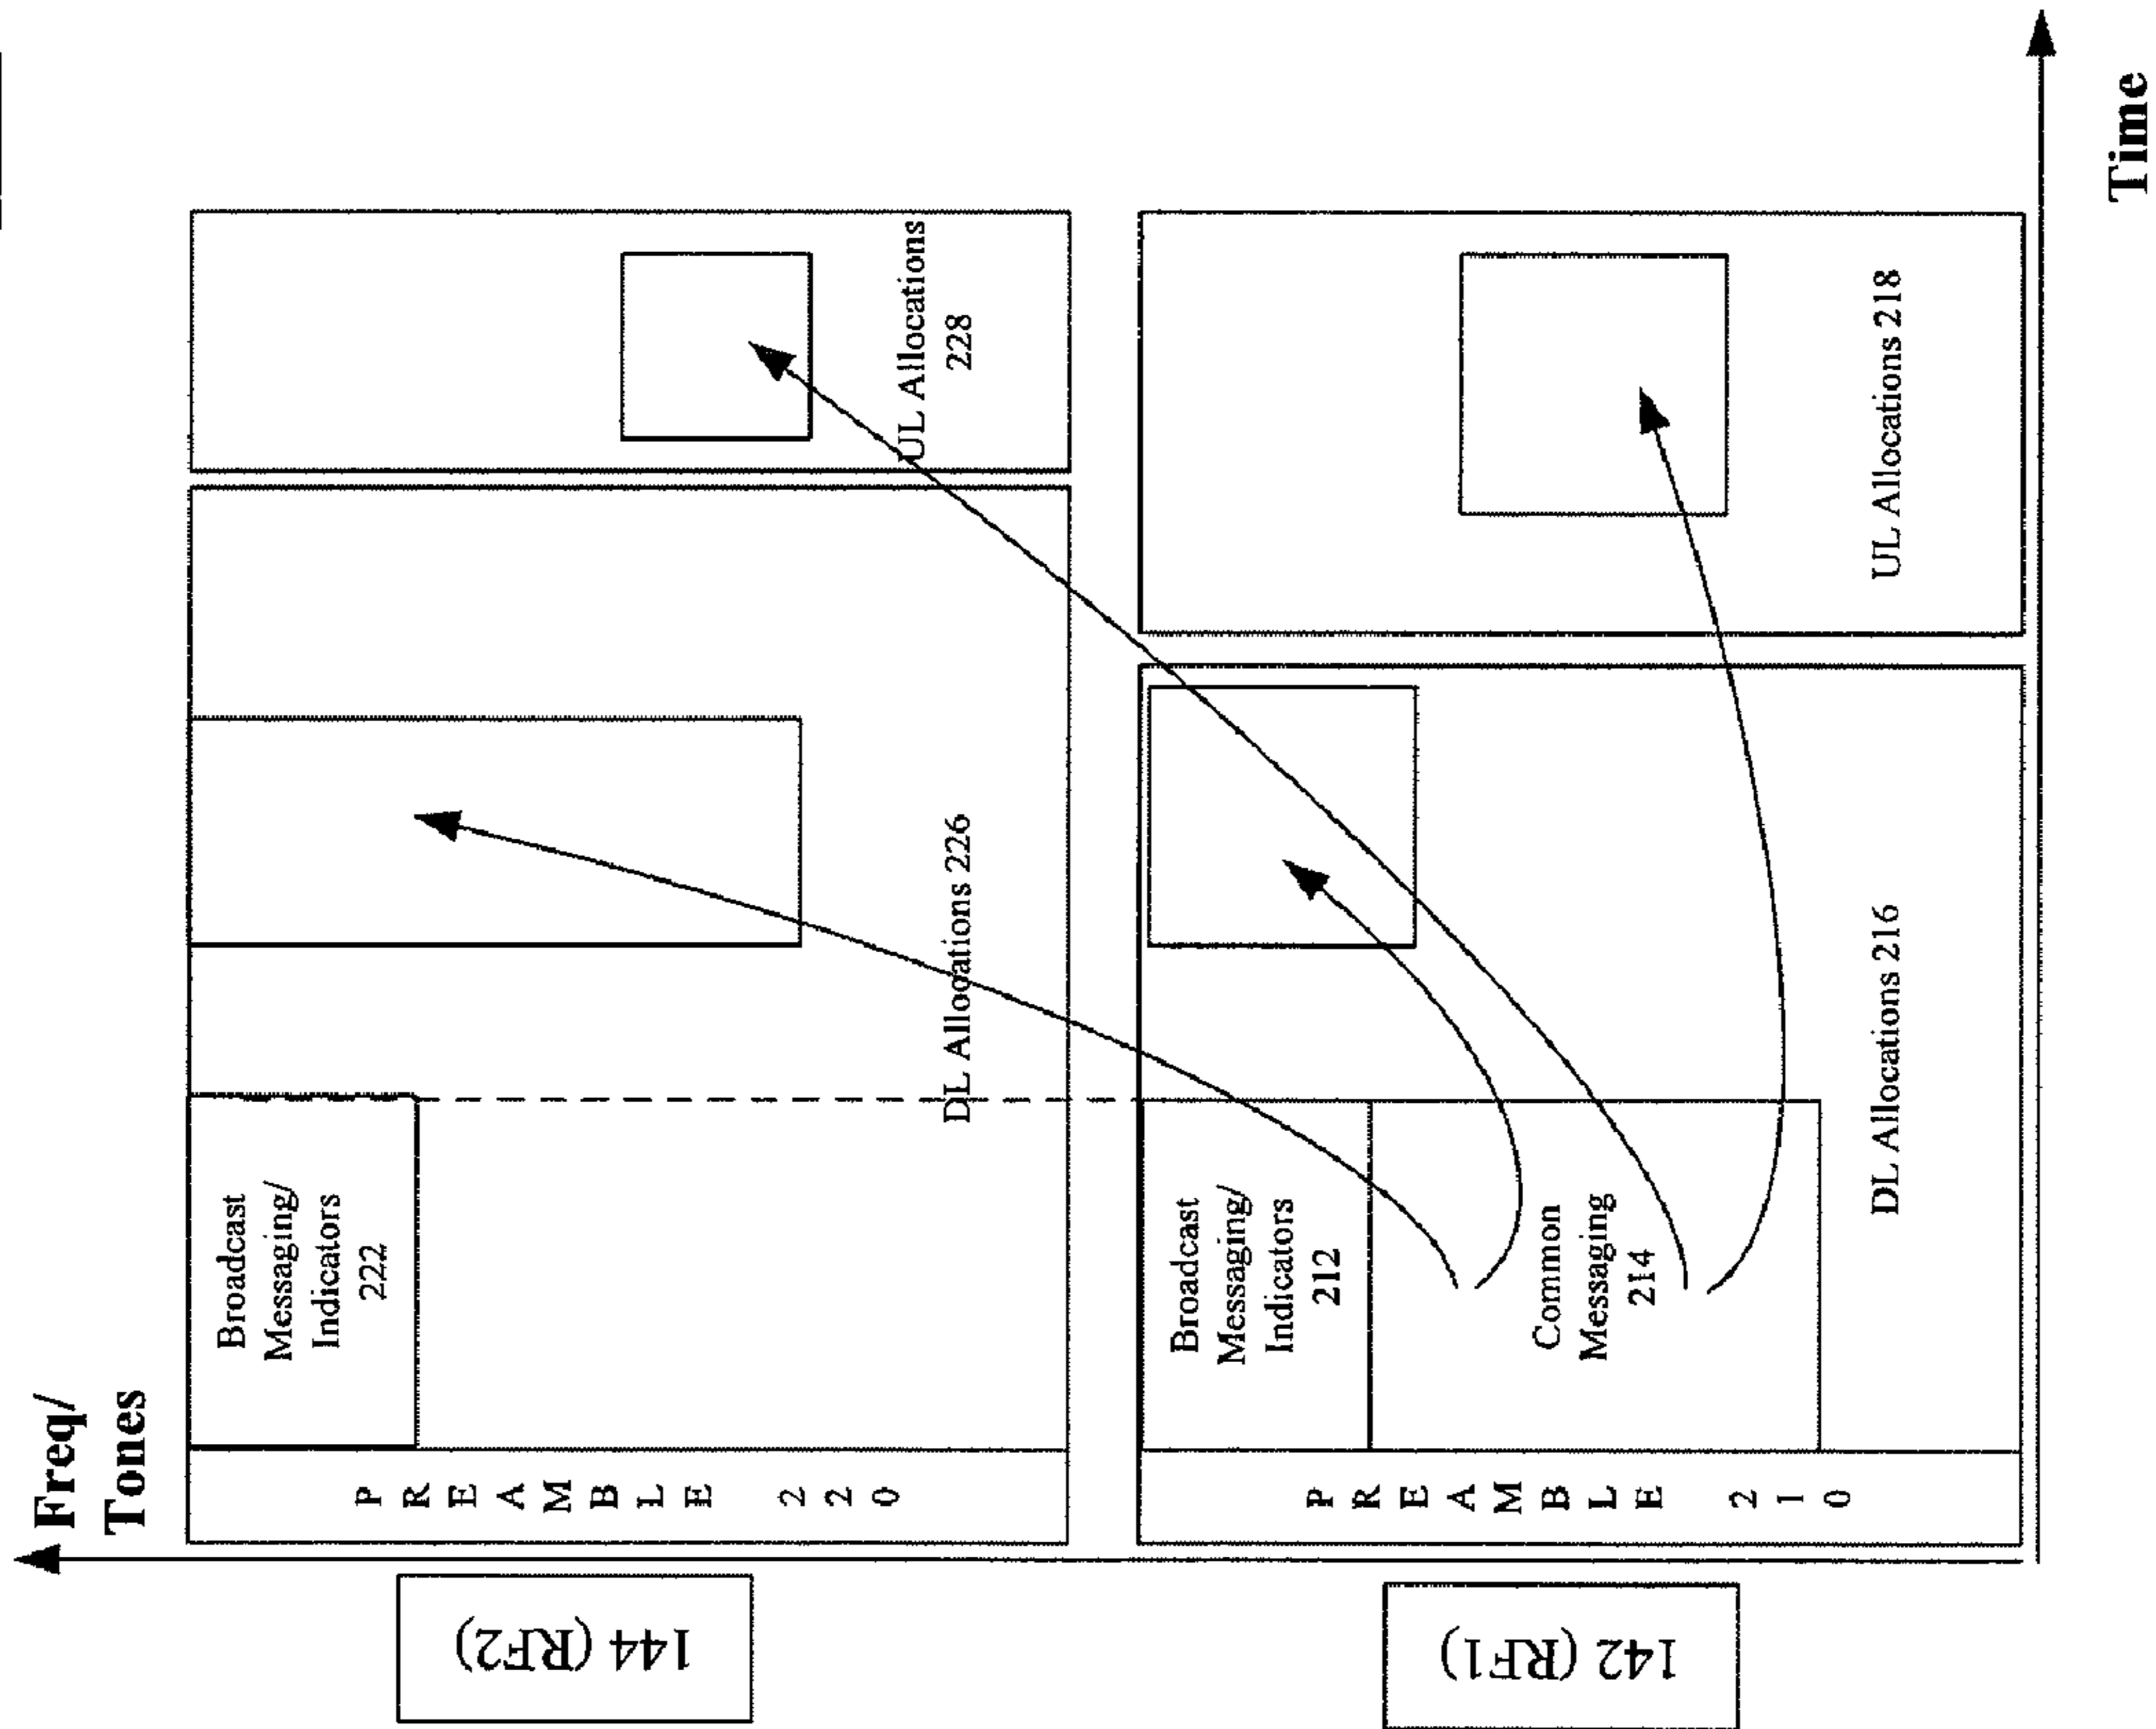 Freq/
Tones
144 (RF2)
PREAMBLE 220
Broadcast
Messaging/
Indicators
222
DL Allocations 226
UL Allocations
228
142 (RF1)
PREAMBLE 210
Broadcast
Messaging/
Indicators
212
Common
Messaging
214
DL Allocations 216
UL Allocations 218
Time